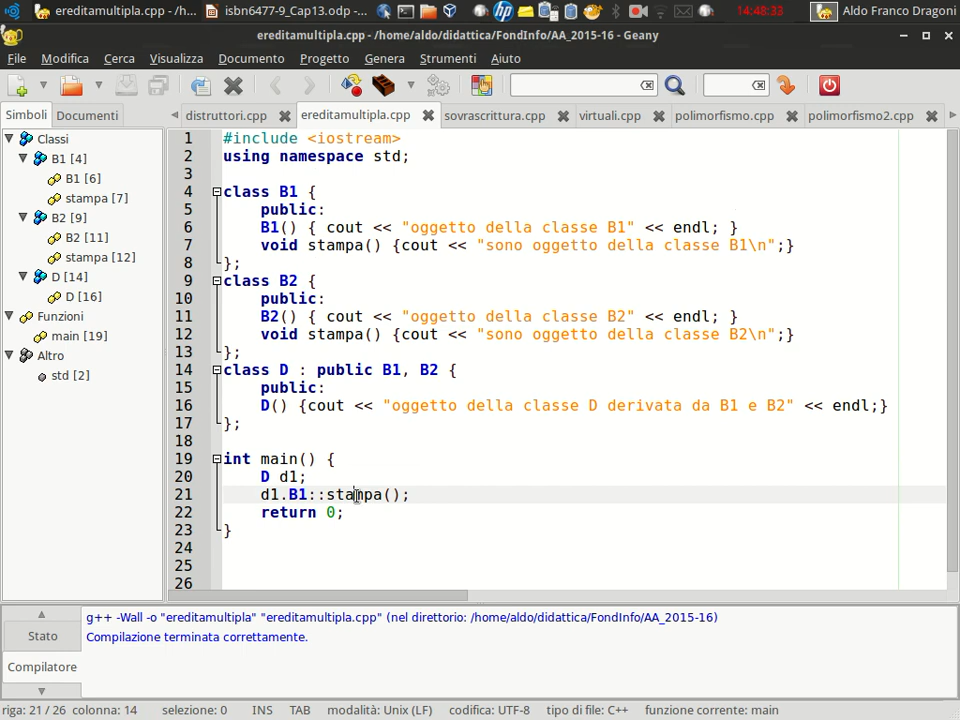 ereditamultipla.cpp - /h...
isbn6477-9_Cap13.odp -...
14:48:33
Aldo Franco Dragoni
ereditamultipla.cpp - /home/aldo/didattica/FondInfo/AA_2015-16 - Geany
File Modifica Cerca Visualizza Documento Progetto Genera Strumenti Aiuto
Simboli Documenti
distruttori.cpp ereditamultipla.cpp sovrascrittura.cpp virtuali.cpp polimorfismo.cpp polimorfismo2.cpp
Classi
B1 [4]
B1 [6]
stampa [7]
B2 [9]
B2 [11]
stampa [12]
D [14]
D [16]
Funzioni
main [19]
Altro
std [2]
1 #include <iostream>
2 using namespace std;
3
4 class B1 {
5 public:
6 B1() { cout << "oggetto della classe B1" << endl; }
7 void stampa() {cout << "sono oggetto della classe B1\n";}
8 };
9 class B2 {
10 public:
11 B2() { cout << "oggetto della classe B2" << endl; }
12 void stampa() {cout << "sono oggetto della classe B2\n";}
13 };
14 class D : public B1, B2 {
15 public:
16 D() {cout << "oggetto della classe D derivata da B1 e B2" << endl;}
17 };
18
19 int main() {
20 D d1;
21 d1.B1::stampa();
22 return 0;
23 }
24
25
26
Stato
Compilatore
g++ -Wall -o "ereditamultipla" "ereditamultipla.cpp" (nel direttorio: /home/aldo/didattica/FondInfo/AA_2015-16)
Compilazione terminata correttamente.
riga: 21 / 26 colonna: 14 selezione: 0 INS TAB modalità: Unix (LF) codifica: UTF-8 tipo di file: C++ funzione corrente: main